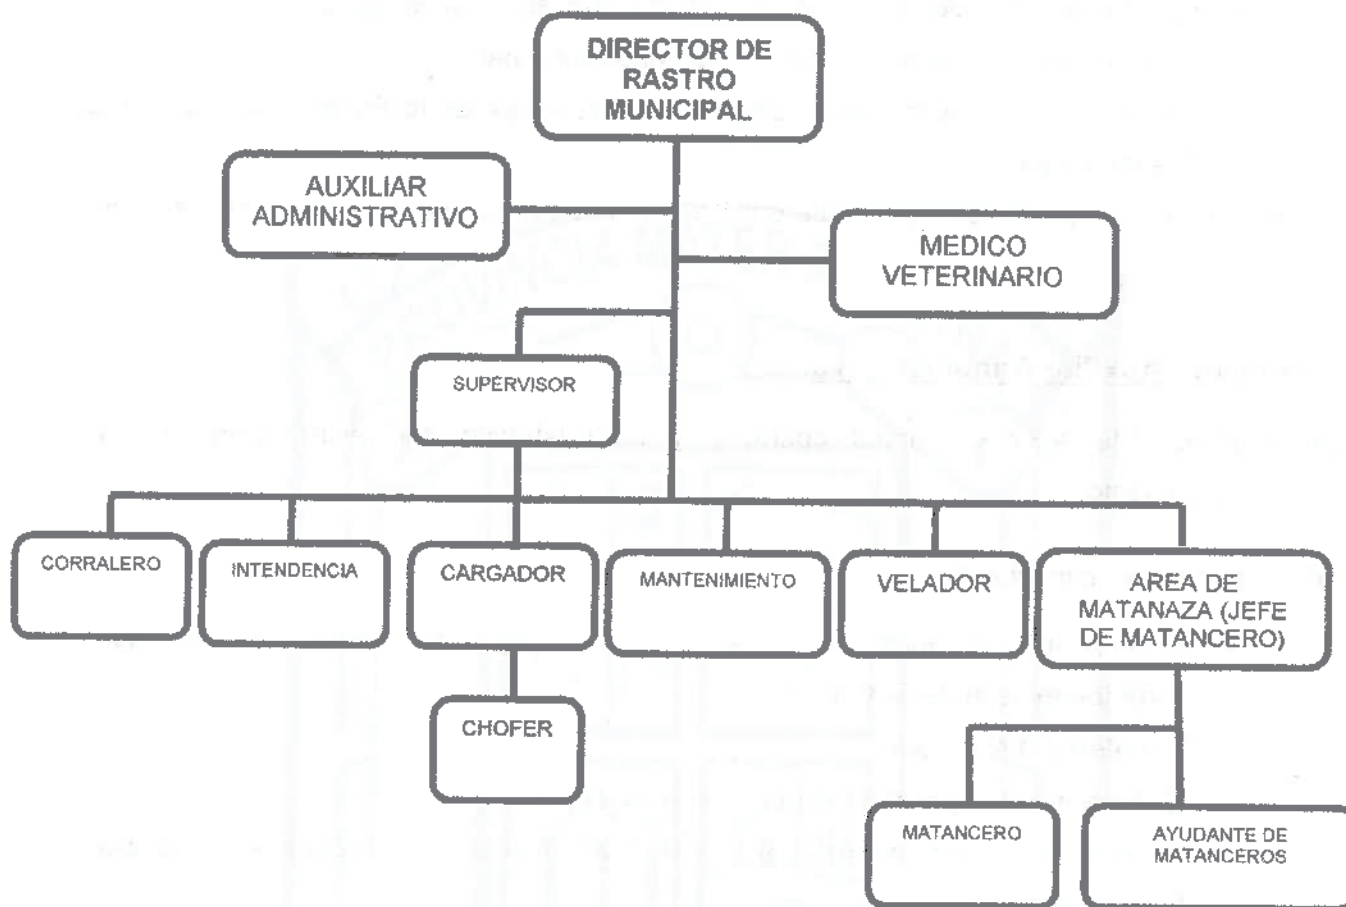 DIRECTOR DE
RASTRO
MUNICIPAL
AUXILIAR
ADMINISTRATIVO
MEDICO
VETERINARIO
SUPERVISOR
CORRALERO
INTENDENCIA
CARGADOR
MANTENIMIENTO
VELADOR
AREA DE
MATANAZA (JEFE
DE MATANCERO)
CHOFER
MATANCERO
AYUDANTE DE
MATANCEROS